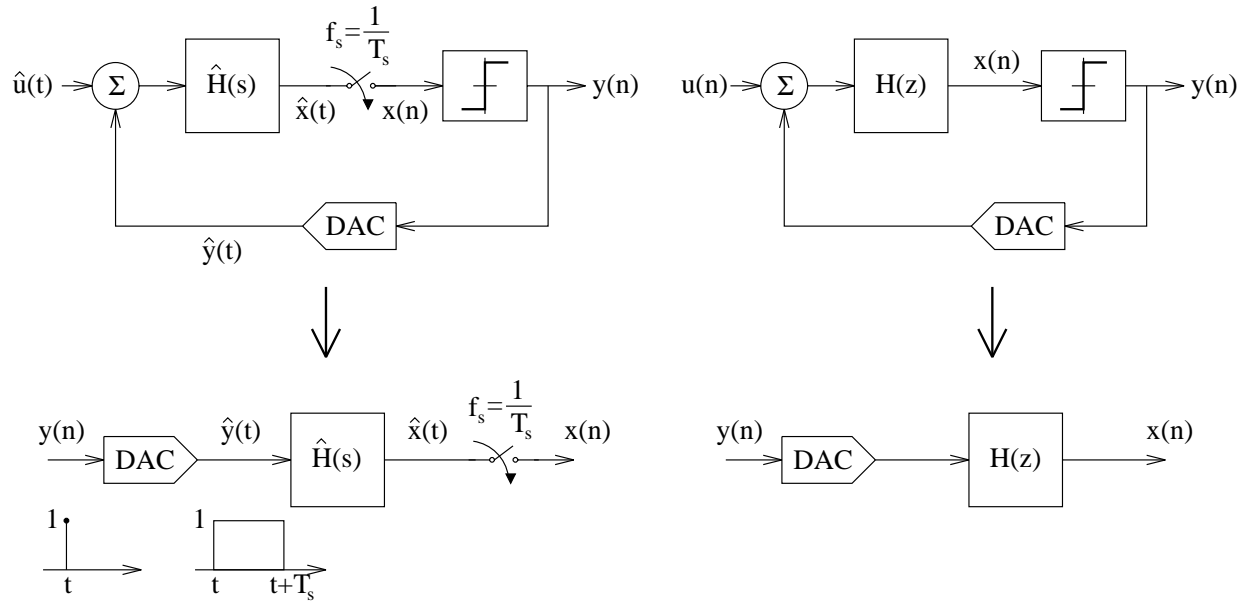 f_s = 1/T_s
û(t) Σ Ĥ(s) x̂(t) x(n) y(n)
DAC
ŷ(t)
u(n) Σ H(z) x(n) y(n)
DAC
y(n) DAC ŷ(t) Ĥ(s) x̂(t) f_s = 1/T_s x(n)
1
t
1
t t+T_s
y(n) DAC H(z) x(n)